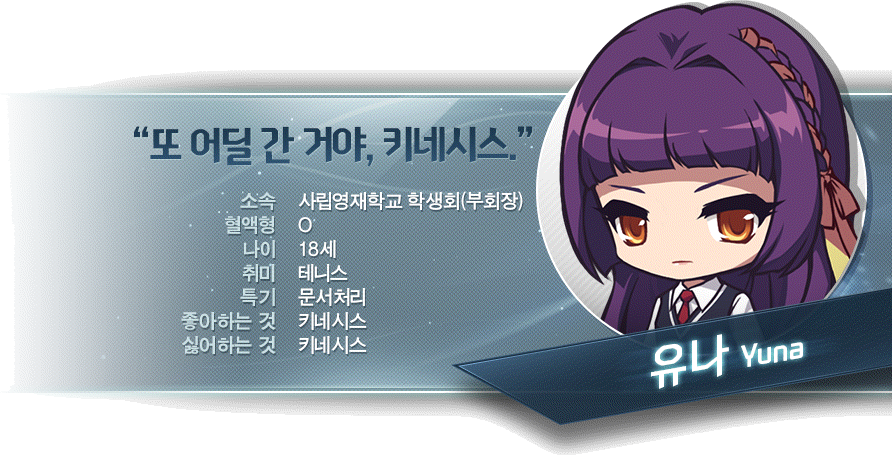 “또 어딜 간 거야, 키네시스.”
소속 사립영재학교 학생회(부회장)
혈액형 O
나이 18세
취미 테니스
특기 문서처리
좋아하는 것 키네시스
싫어하는 것 키네시스
유나 Yuna